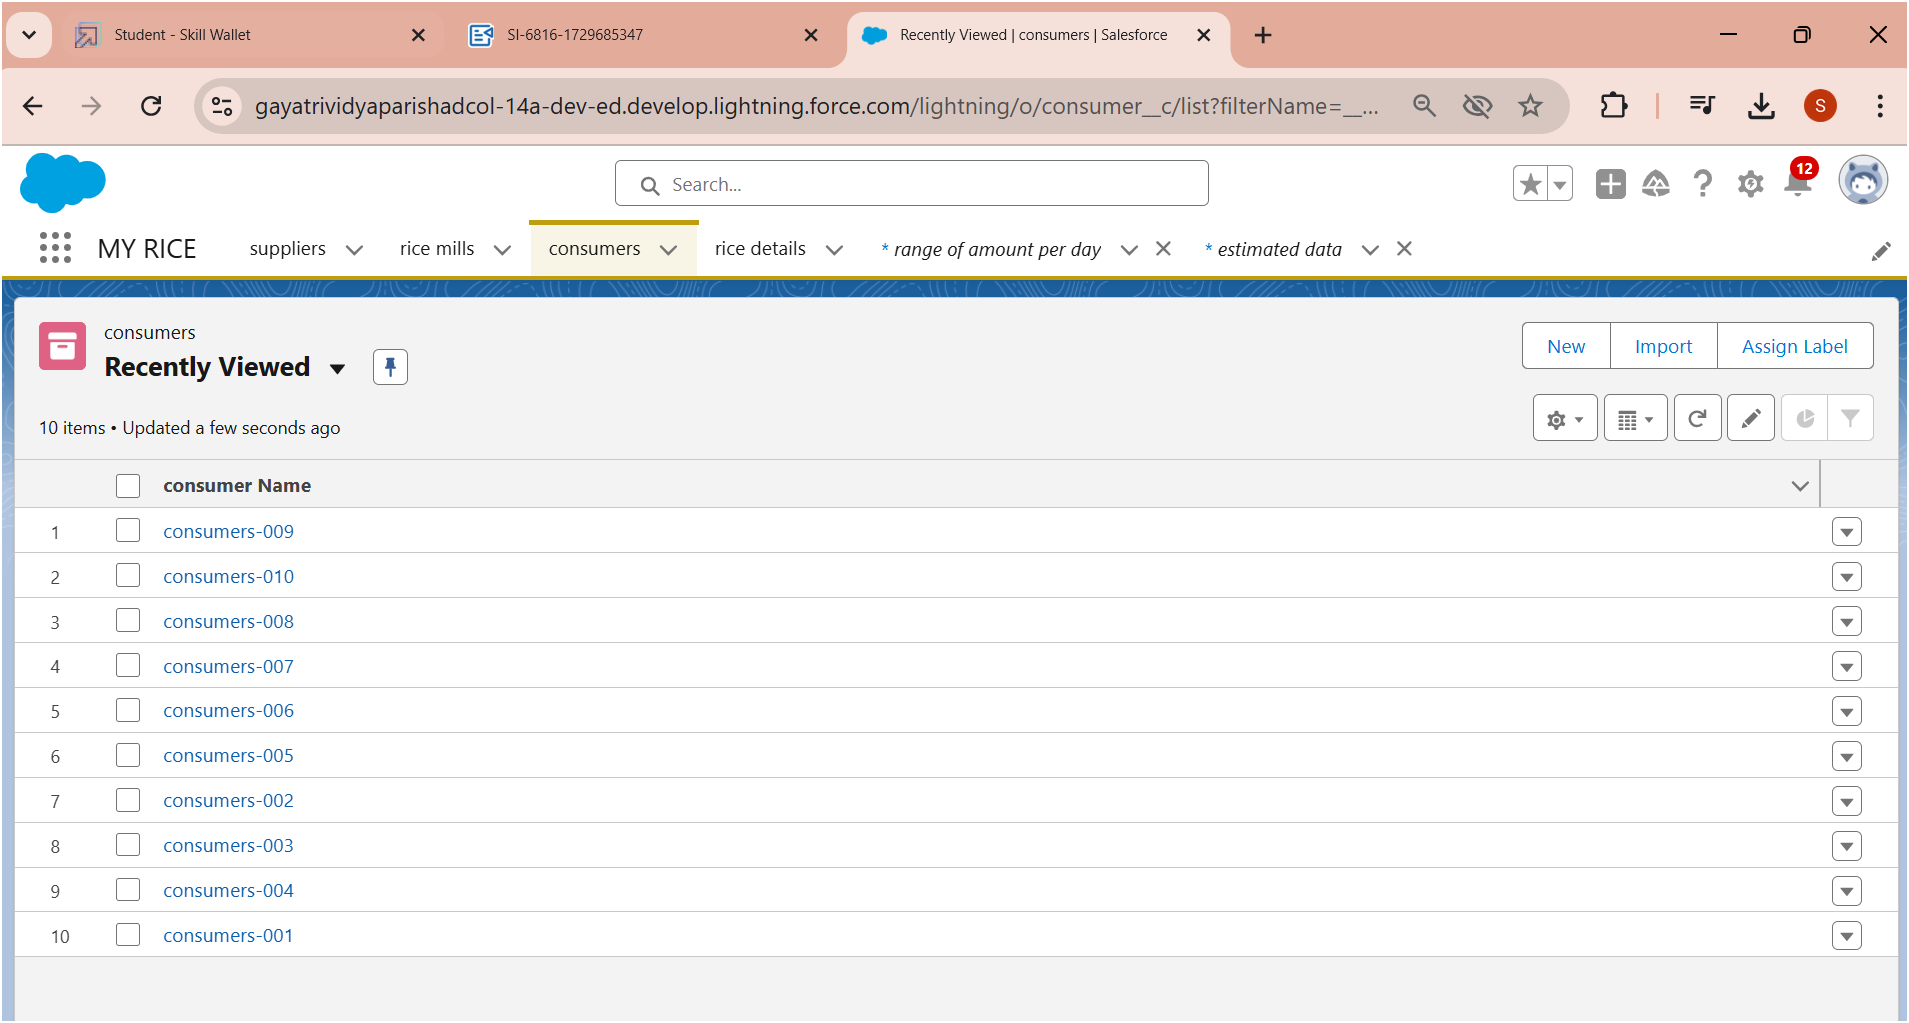 Student - Skill Wallet
SI-6816-1729685347
Recently Viewed | consumers | Salesforce
gayatrividyaparishadcol-14a-dev-ed.develop.lightning.force.com/lightning/o/consumer__c/list?filterName=__...
S
Search...
12
MY RICE
suppliers
rice mills
consumers
rice details
* range of amount per day
* estimated data
consumers
Recently Viewed
New
Import
Assign Label
10 items • Updated a few seconds ago
consumer Name
1 consumers-009
2 consumers-010
3 consumers-008
4 consumers-007
5 consumers-006
6 consumers-005
7 consumers-002
8 consumers-003
9 consumers-004
10 consumers-001